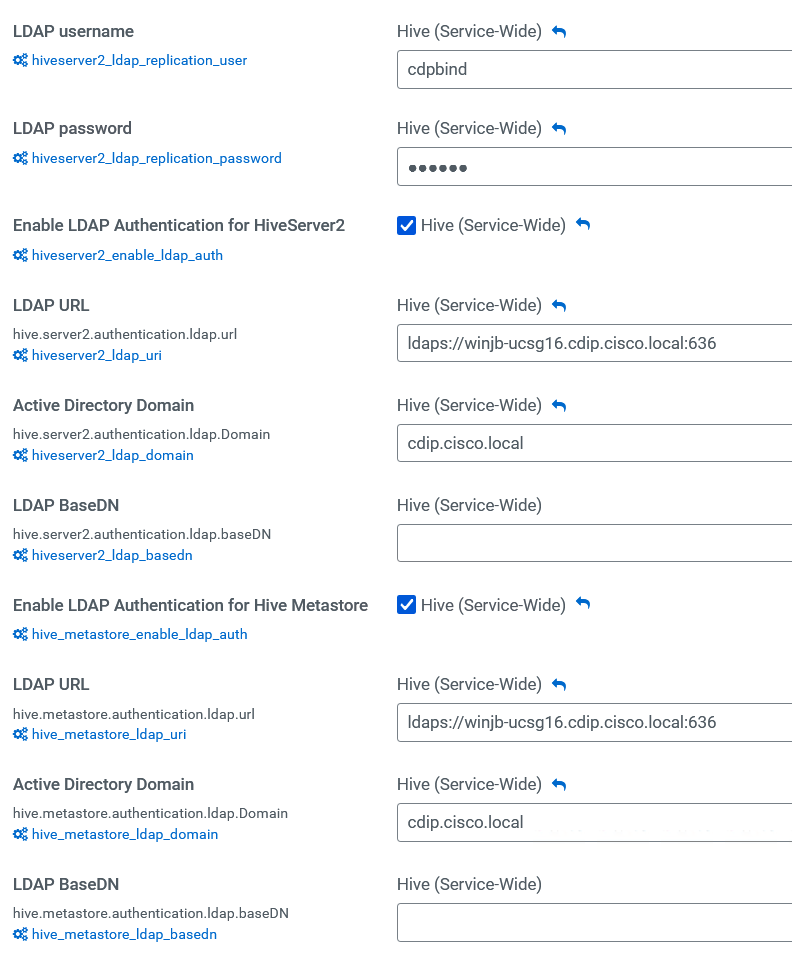 LDAP username
Hive (Service-Wide)
hiveserver2_ldap_replication_user
cdpbind
LDAP password
Hive (Service-Wide)
hiveserver2_ldap_replication_password
••••••
Enable LDAP Authentication for HiveServer2
Hive (Service-Wide)
hiveserver2_enable_ldap_auth
LDAP URL
Hive (Service-Wide)
hive.server2.authentication.ldap.url
hiveserver2_ldap_uri
ldaps://winjb-ucsg16.cdip.cisco.local:636
Active Directory Domain
Hive (Service-Wide)
hive.server2.authentication.ldap.Domain
hiveserver2_ldap_domain
cdip.cisco.local
LDAP BaseDN
Hive (Service-Wide)
hive.server2.authentication.ldap.baseDN
hiveserver2_ldap_basedn
Enable LDAP Authentication for Hive Metastore
Hive (Service-Wide)
hive_metastore_enable_ldap_auth
LDAP URL
Hive (Service-Wide)
hive.metastore.authentication.ldap.url
hive_metastore_ldap_uri
ldaps://winjb-ucsg16.cdip.cisco.local:636
Active Directory Domain
Hive (Service-Wide)
hive.metastore.authentication.ldap.Domain
hive_metastore_ldap_domain
cdip.cisco.local
LDAP BaseDN
Hive (Service-Wide)
hive.metastore.authentication.ldap.baseDN
hive_metastore_ldap_basedn